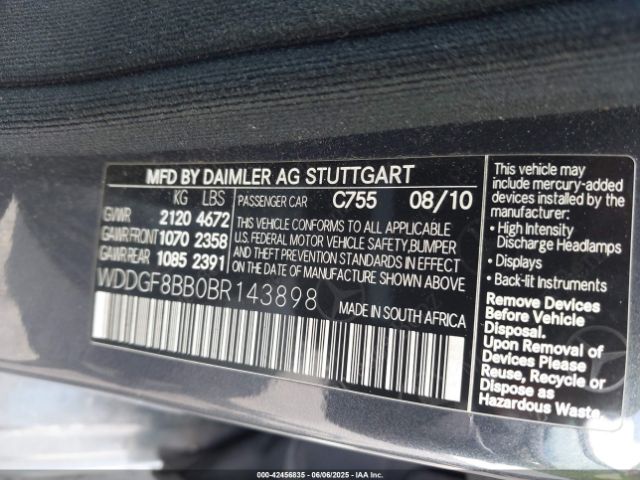 MFD BY DAIMLER AG STUTTGART
KG LBS PASSENGER CAR C755 08/10
GVWR 2120 4672
GAWR FRONT 1070 2358
GAWR REAR 1085 2391
THIS VEHICLE CONFORMS TO ALL APPLICABLE
U.S. FEDERAL MOTOR VEHICLE SAFETY, BUMPER
AND THEFT PREVENTION STANDARDS IN EFFECT
ON THE DATE OF MANUFACTURE SHOWN ABOVE.
WDDGF8BB0BR143898
MADE IN SOUTH AFRICA
This vehicle may
include mercury-added
devices installed by the
manufacturer:
• High Intensity
Discharge Headlamps
• Displays
• Back-lit Instruments
Remove Devices
Before Vehicle
Disposal.
Upon Removal of
Devices Please
Reuse, Recycle or
Dispose as
Hazardous Waste.
000-42456835 - 06/06/2025 - IAA Inc.